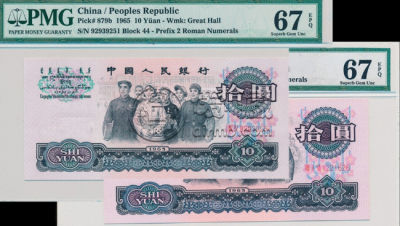 PMG
PAPER MONEY GUARANTY
China / Peoples Republic
Pick# 879b 1965 10 Yüan - Wmk: Great Hall
S/N 92939251 Block 44 - Prefix 2 Roman Numerals
67 EPQ
Superb Gem Unc
umerals
67 EPQ
Superb Gem Unc
中国人民银行
拾圆
1965
SHI YUAN
10
拾圆
1965
SHI YUAN
10